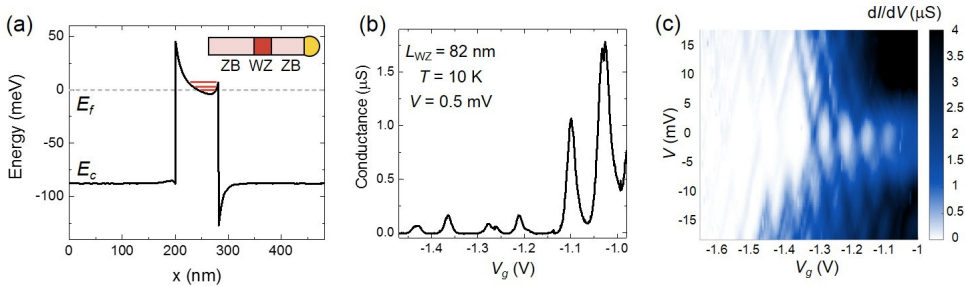 (a)
50
0
-50
-100
Energy (meV)
E_f
E_c
ZB WZ ZB
0 100 200 300 400
x (nm)
(b)
L_WZ = 82 nm
T = 10 K
V = 0.5 mV
1.5
1.0
0.5
0.0
Conductance (µS)
-1.4 -1.3 -1.2 -1.1 -1.0
V_g (V)
(c)
dI/dV (µS)
15
10
5
0
-5
-10
-15
V (mV)
-1.6 -1.5 -1.4 -1.3 -1.2 -1.1 -1
V_g (V)
4
3.5
3
2.5
2
1.5
1
0.5
0